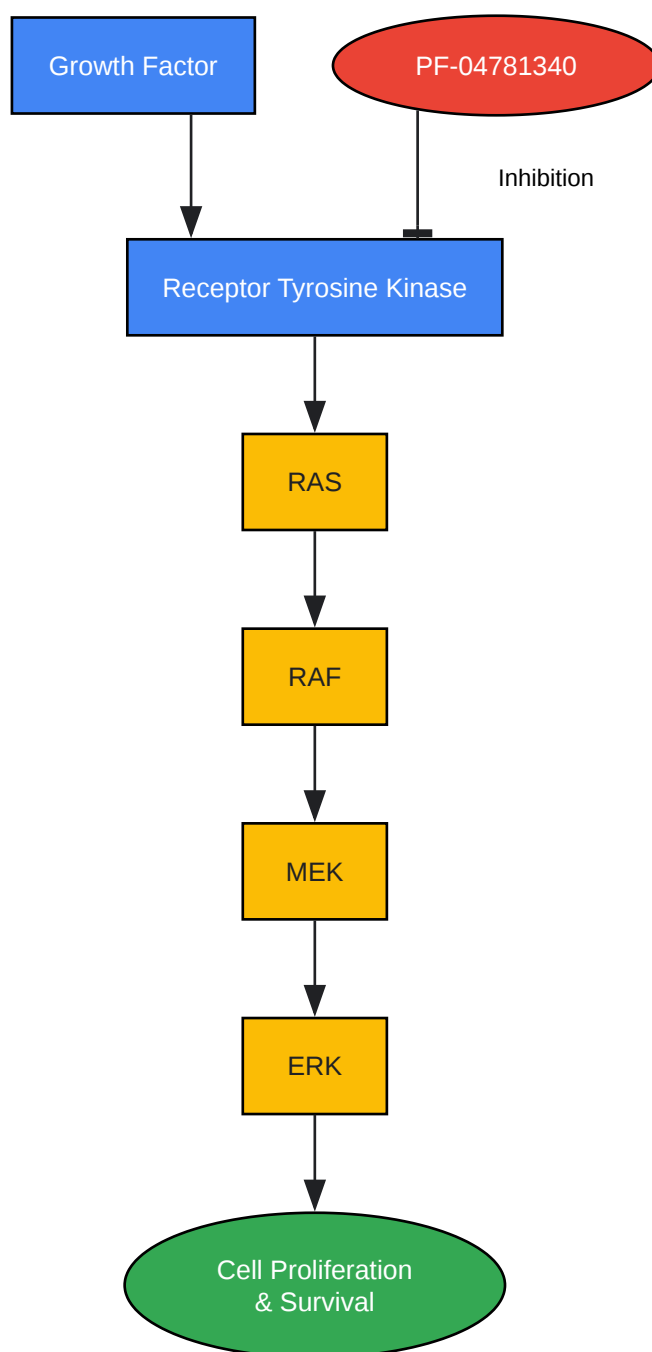 Growth Factor
PF-04781340
Inhibition
Receptor Tyrosine Kinase
RAS
RAF
MEK
ERK
Cell Proliferation
& Survival